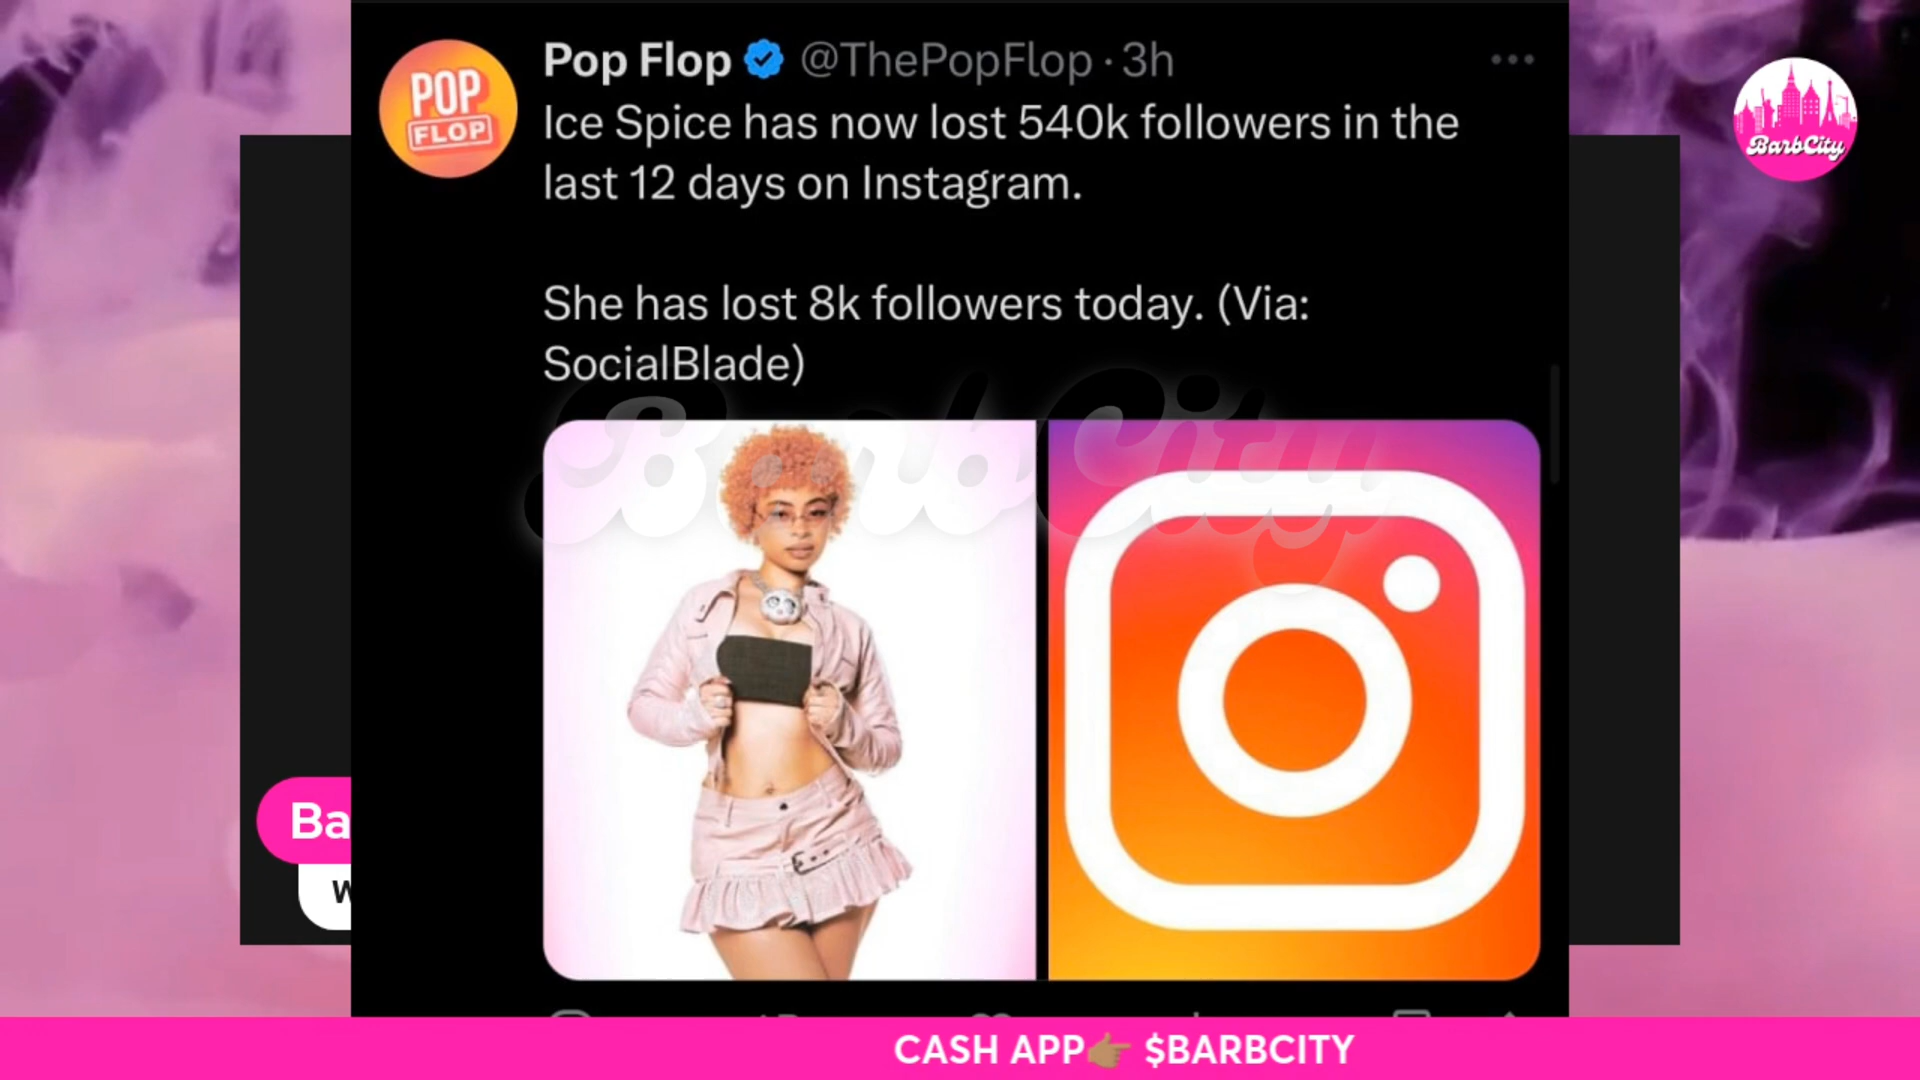 Pop Flop @ThePopFlop · 3h
POP
FLOP
Ice Spice has now lost 540k followers in the
last 12 days on Instagram.
She has lost 8k followers today. (Via:
SocialBlade)
BarbCity
BarbCity
Ba
W
CASH APP👉🏽 $BARBCITY